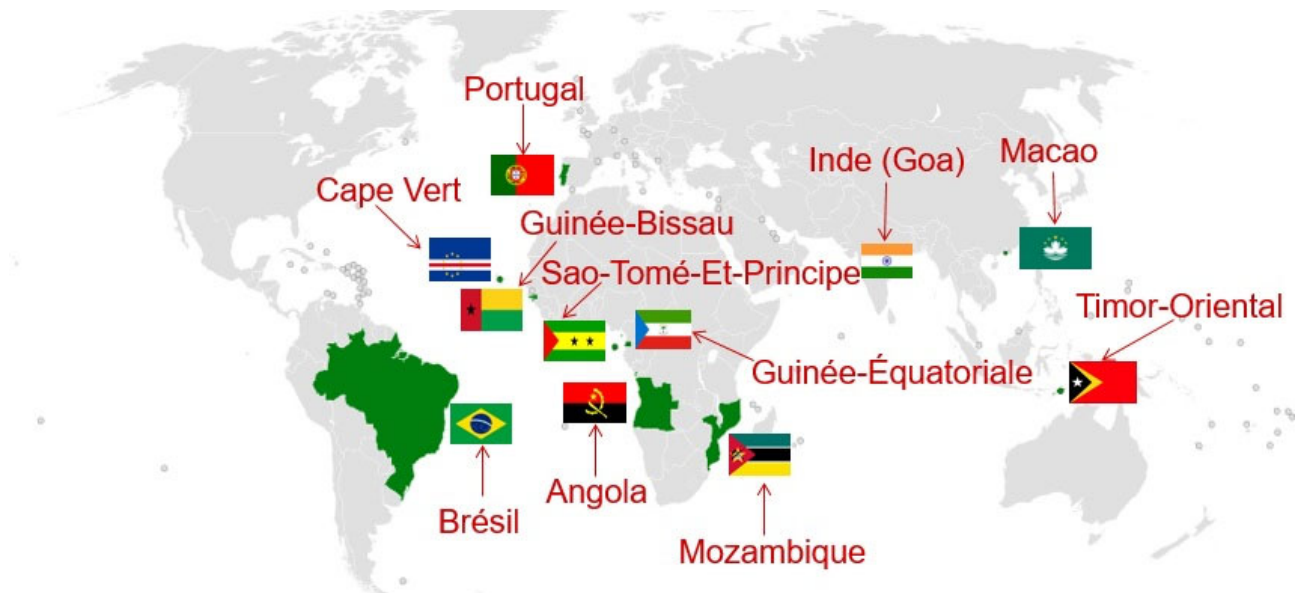 Portugal
Inde (Goa)
Macao
Cape Vert
Guinée-Bissau
Sao-Tomé-Et-Principe
Timor-Oriental
Guinée-Équatoriale
Angola
Brésil
Mozambique